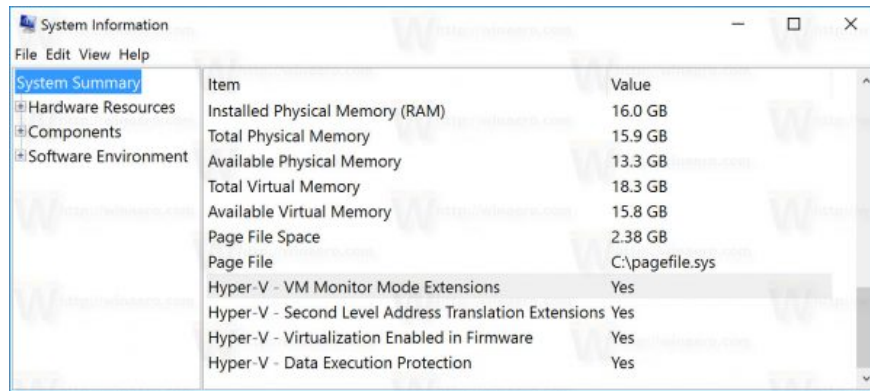 System Information
File Edit View Help
System Summary
Hardware Resources
Components
Software Environment
Item Value
Installed Physical Memory (RAM) 16.0 GB
Total Physical Memory 15.9 GB
Available Physical Memory 13.3 GB
Total Virtual Memory 18.3 GB
Available Virtual Memory 15.8 GB
Page File Space 2.38 GB
Page File C:\pagefile.sys
Hyper-V - VM Monitor Mode Extensions Yes
Hyper-V - Second Level Address Translation Extensions Yes
Hyper-V - Virtualization Enabled in Firmware Yes
Hyper-V - Data Execution Protection Yes